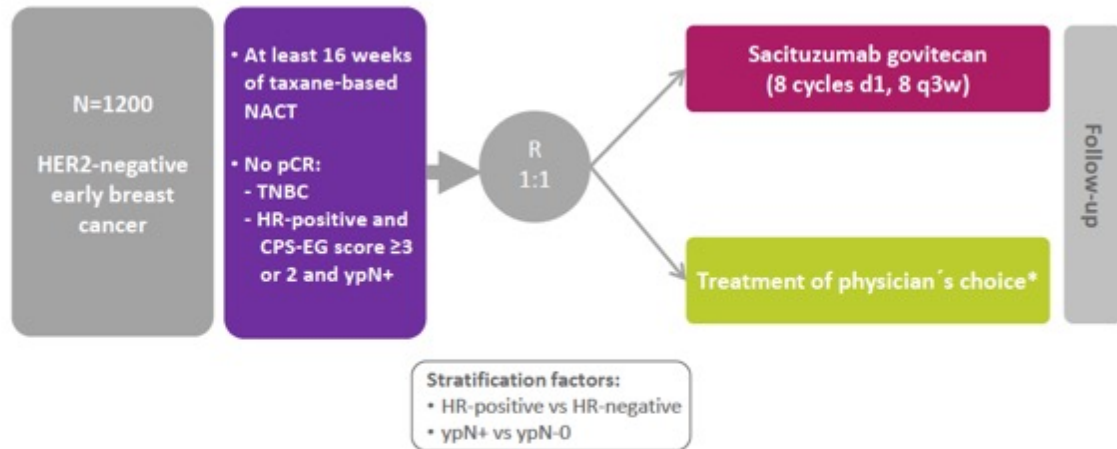 N=1200
HER2-negative
early breast
cancer
• At least 16 weeks
of taxane-based
NACT
• No pCR:
- TNBC
- HR-positive and
CPS-EG score ≥3
or 2 and ypN+
R
1:1
Sacituzumab govitecan
(8 cycles d1, 8 q3w)
Treatment of physician´s choice*
Follow-up
Stratification factors:
• HR-positive vs HR-negative
• ypN+ vs ypN-0